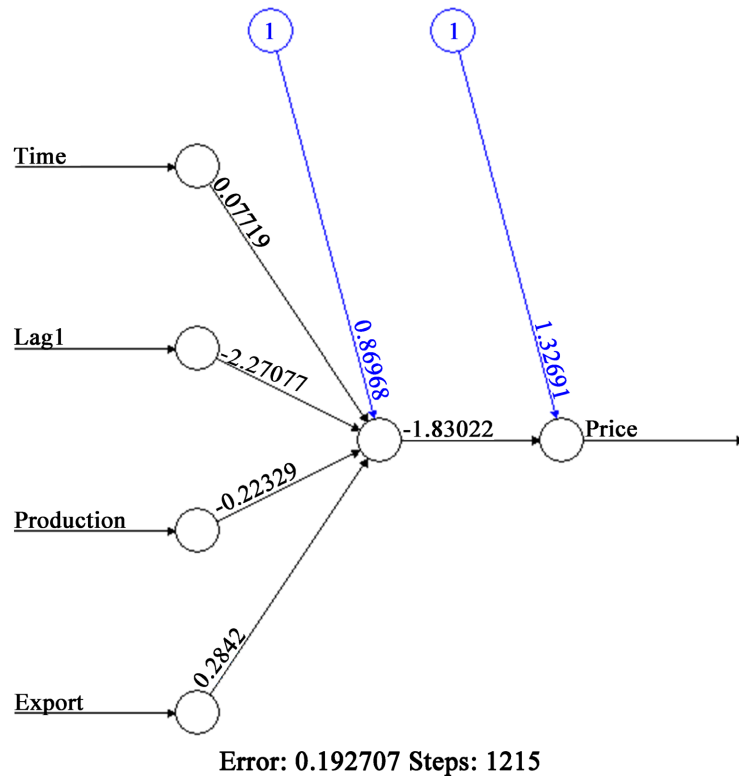 1 1
Time
0.07719
Lag1
-2.27077
0.86968
1.32691
-1.83022
Price
-0.22329
Production
0.2842
Export
Error: 0.192707 Steps: 1215